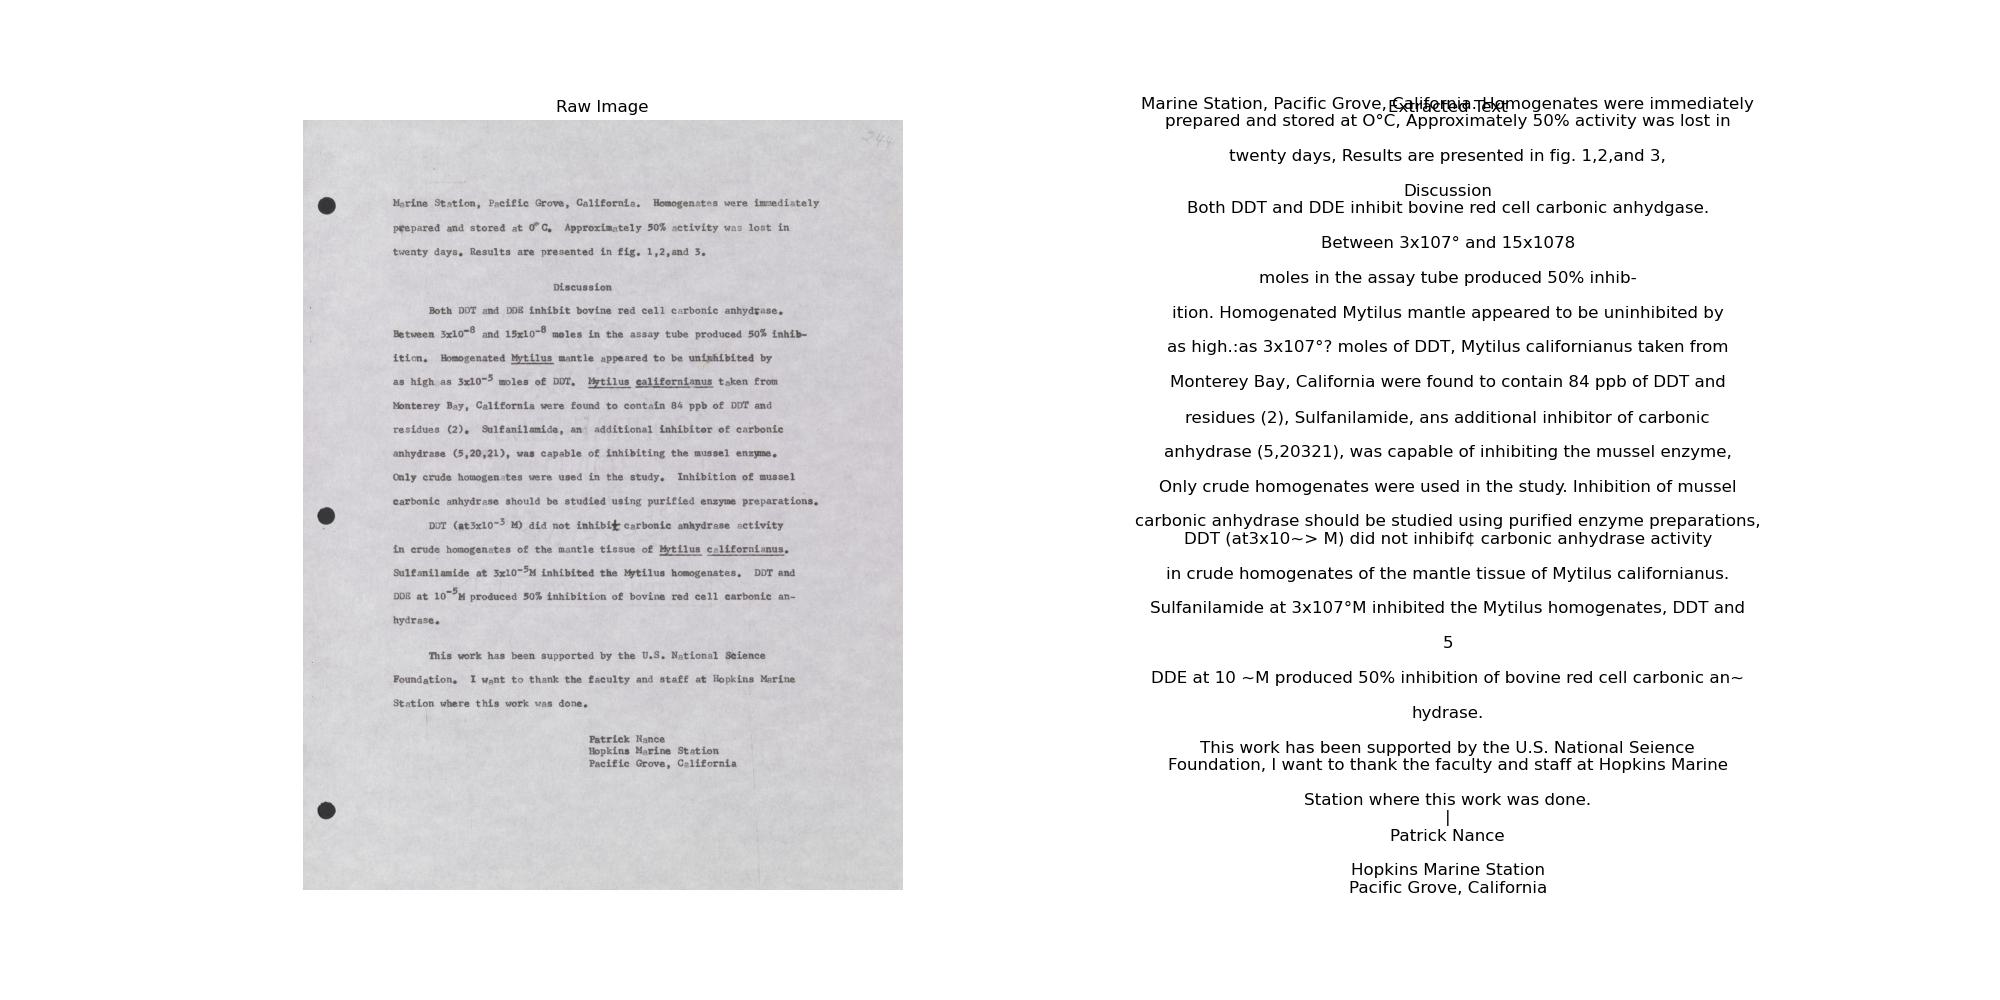 Raw Image
244
Marine Station, Pacific Grove, California.  Homogenates were immediately
prepared and stored at 0°C.  Approximately 50% activity was lost in
twenty days. Results are presented in fig. 1,2,and 3.
Discussion
Both DDT and DDE inhibit bovine red cell carbonic anhydrase.
Between 3x10⁻⁸ and 15x10⁻⁸ moles in the assay tube produced 50% inhib-
ition.  Homogenated Mytilus mantle appeared to be uninhibited by
as high as 3x10⁻⁵ moles of DDT.  Mytilus californianus taken from
Monterey Bay, California were found to contain 84 ppb of DDT and
residues (2).  Sulfanilamide, an additional inhibitor of carbonic
anhydrase (5,20,21), was capable of inhibiting the mussel enzyme.
Only crude homogenates were used in the study.  Inhibition of mussel
carbonic anhydrase should be studied using purified enzyme preparations.
DDT (at3x10⁻³ M) did not inhibit carbonic anhydrase activity
in crude homogenates of the mantle tissue of Mytilus californianus.
Sulfanilamide at 3x10⁻⁵M inhibited the Mytilus homogenates.  DDT and
DDE at 10⁻⁵M produced 50% inhibition of bovine red cell carbonic an-
hydrase.
This work has been supported by the U.S. National Science
Foundation.  I want to thank the faculty and staff at Hopkins Marine
Station where this work was done.
Patrick Nance
Hopkins Marine Station
Pacific Grove, California
Extracted Text
Marine Station, Pacific Grove, California. Homogenates were immediately
prepared and stored at O°C, Approximately 50% activity was lost in
twenty days, Results are presented in fig. 1,2,and 3,
Discussion
Both DDT and DDE inhibit bovine red cell carbonic anhydgase.
Between 3x107° and 15x1078
moles in the assay tube produced 50% inhib-
ition. Homogenated Mytilus mantle appeared to be uninhibited by
as high.:as 3x107°? moles of DDT, Mytilus californianus taken from
Monterey Bay, California were found to contain 84 ppb of DDT and
residues (2), Sulfanilamide, ans additional inhibitor of carbonic
anhydrase (5,20321), was capable of inhibiting the mussel enzyme,
Only crude homogenates were used in the study. Inhibition of mussel
carbonic anhydrase should be studied using purified enzyme preparations,
DDT (at3x10~> M) did not inhibif¢ carbonic anhydrase activity
in crude homogenates of the mantle tissue of Mytilus californianus.
Sulfanilamide at 3x107°M inhibited the Mytilus homogenates, DDT and
5
DDE at 10 ~M produced 50% inhibition of bovine red cell carbonic an~
hydrase.
This work has been supported by the U.S. National Seience
Foundation, I want to thank the faculty and staff at Hopkins Marine
Station where this work was done.
|
Patrick Nance
Hopkins Marine Station
Pacific Grove, California